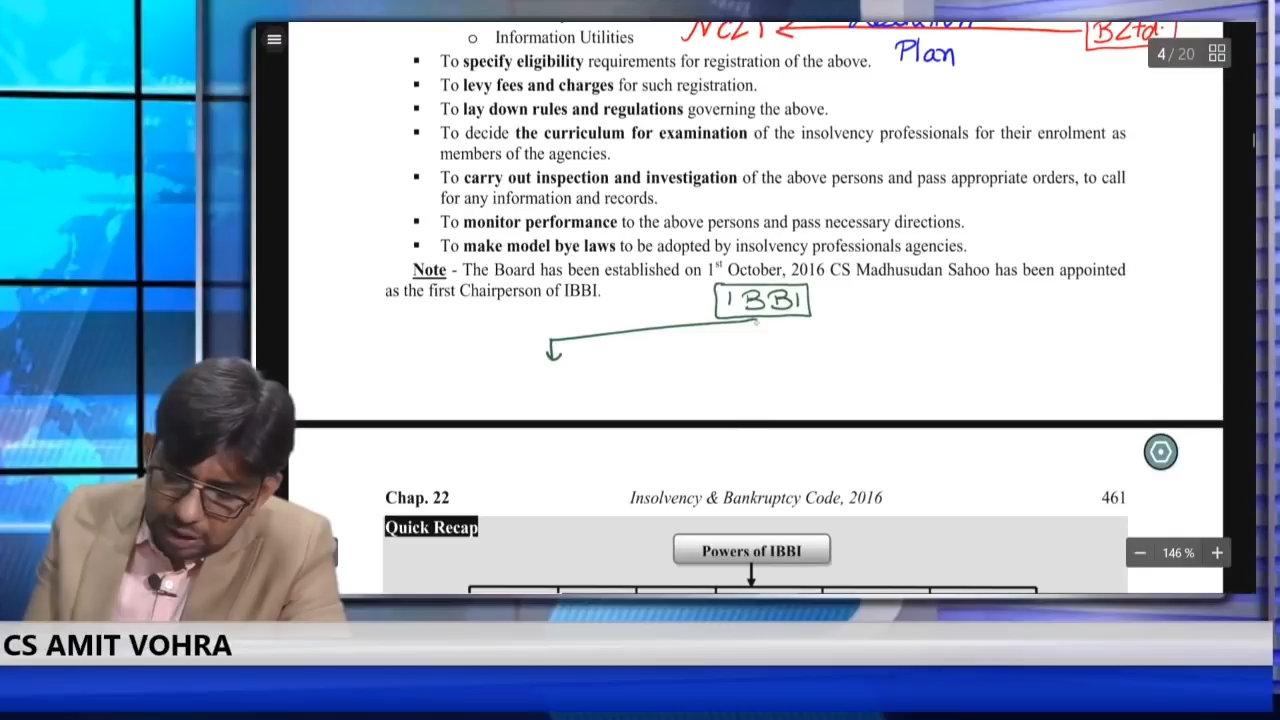 NCLT
B Ltd.
o Information Utilities
Plan
4 / 20
▪ To specify eligibility requirements for registration of the above.
▪ To levy fees and charges for such registration.
▪ To lay down rules and regulations governing the above.
▪ To decide the curriculum for examination of the insolvency professionals for their enrolment as
members of the agencies.
▪ To carry out inspection and investigation of the above persons and pass appropriate orders, to call
for any information and records.
▪ To monitor performance to the above persons and pass necessary directions.
▪ To make model bye laws to be adopted by insolvency professionals agencies.
Note - The Board has been established on 1st October, 2016 CS Madhusudan Sahoo has been appointed
as the first Chairperson of IBBI.
IBBI
Chap. 22 Insolvency & Bankruptcy Code, 2016 461
Quick Recap
Powers of IBBI
− 146 % +
CS AMIT VOHRA